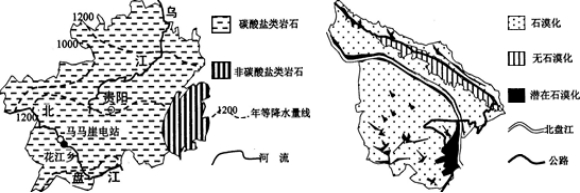 1200
乌
江
1000
碳酸盐类岩石
非碳酸盐类岩石
贵阳
北
1200
1200 年等降水量线
马马崖电站
花江乡
盘 江
河 流
石漠化
无石漠化
潜在石漠化
北盘江
公路